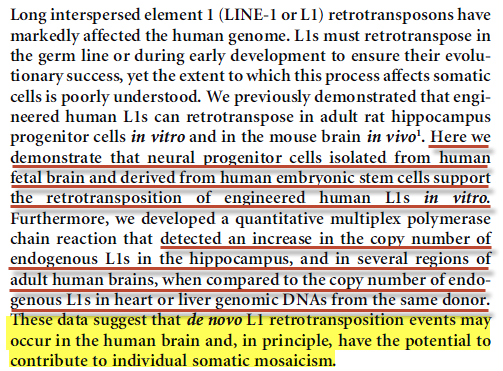 Long interspersed element 1 (LINE-1 or L1) retrotransposons have
markedly affected the human genome. L1s must retrotranspose in
the germ line or during early development to ensure their evolu-
tionary success, yet the extent to which this process affects somatic
cells is poorly understood. We previously demonstrated that engi-
neered human L1s can retrotranspose in adult rat hippocampus
progenitor cells in vitro and in the mouse brain in vivo¹. Here we
demonstrate that neural progenitor cells isolated from human
fetal brain and derived from human embryonic stem cells support
the retrotransposition of engineered human L1s in vitro.
Furthermore, we developed a quantitative multiplex polymerase
chain reaction that detected an increase in the copy number of
endogenous L1s in the hippocampus, and in several regions of
adult human brains, when compared to the copy number of endo-
genous L1s in heart or liver genomic DNAs from the same donor.
These data suggest that de novo L1 retrotransposition events may
occur in the human brain and, in principle, have the potential to
contribute to individual somatic mosaicism.